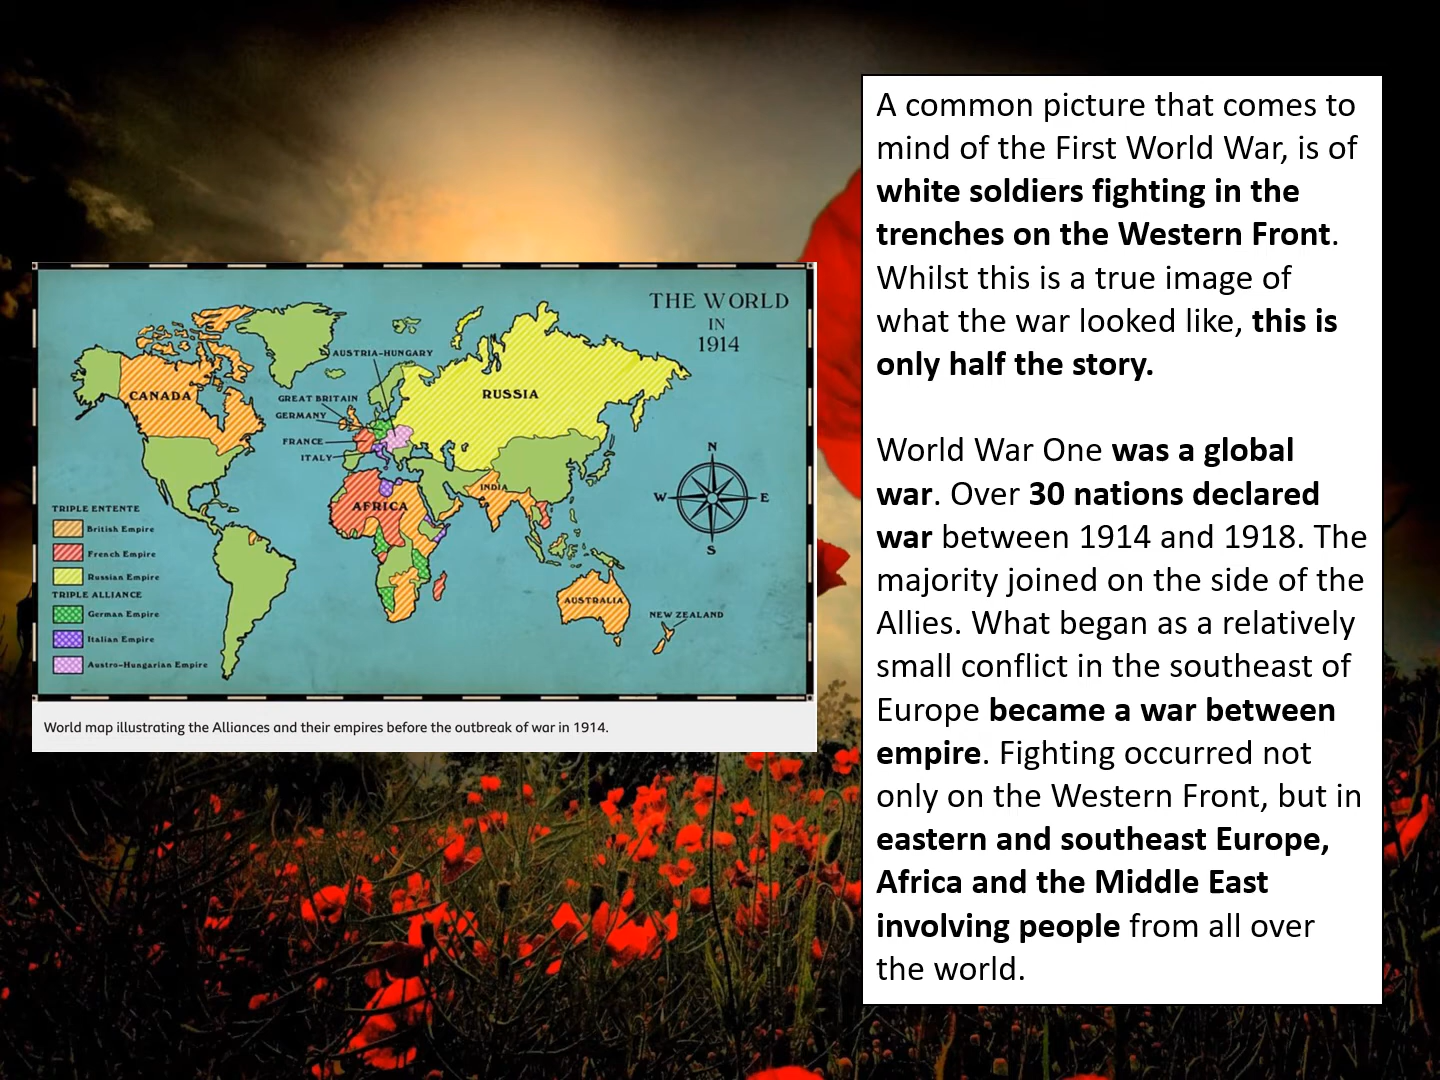 A common picture that comes to
mind of the First World War, is of
white soldiers fighting in the
trenches on the Western Front.
Whilst this is a true image of
what the war looked like, this is
only half the story.
World War One was a global
war. Over 30 nations declared
war between 1914 and 1918. The
majority joined on the side of the
Allies. What began as a relatively
small conflict in the southeast of
Europe became a war between
empire. Fighting occurred not
only on the Western Front, but in
eastern and southeast Europe,
Africa and the Middle East
involving people from all over
the world.
THE WORLD
IN
1914
AUSTRIA-HUNGARY
RUSSIA
CANADA
GREAT BRITAIN
GERMANY
FRANCE
ITALY
INDIA
AFRICA
N
W
E
S
AUSTRALIA
NEW ZEALAND
TRIPLE ENTENTE
British Empire
French Empire
Russian Empire
TRIPLE ALLIANCE
German Empire
Italian Empire
Austro-Hungarian Empire
World map illustrating the Alliances and their empires before the outbreak of war in 1914.